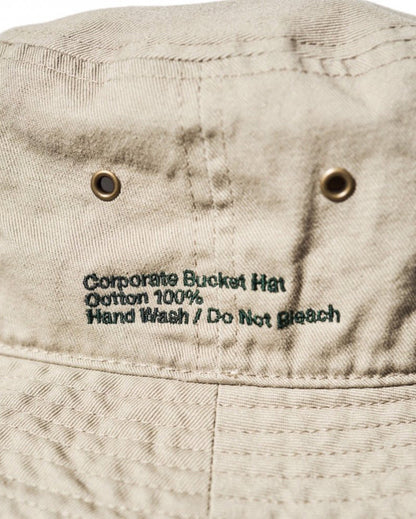 Corporate Bucket Hat
Cotton 100%
Hand Wash / Do Not Bleach